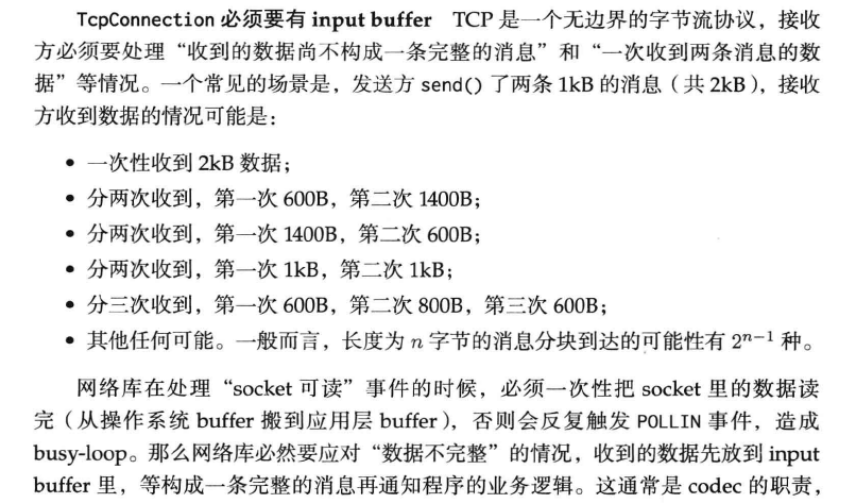 TcpConnection 必须要有 input buffer TCP 是一个无边界的字节流协议，接收
方必须要处理“收到的数据尚不构成一条完整的消息”和“一次收到两条消息的数
据”等情况。一个常见的场景是，发送方 send() 了两条 1kB 的消息（共 2kB），接收
方收到数据的情况可能是：
• 一次性收到 2kB 数据；
• 分两次收到，第一次 600B，第二次 1400B；
• 分两次收到，第一次 1400B，第二次 600B；
• 分两次收到，第一次 1kB，第二次 1kB；
• 分三次收到，第一次 600B，第二次 800B，第三次 600B；
• 其他任何可能。一般而言，长度为 n 字节的消息分块到达的可能性有 2ⁿ⁻¹ 种。
网络库在处理“socket 可读”事件的时候，必须一次性把 socket 里的数据读
完（从操作系统 buffer 搬到应用层 buffer），否则会反复触发 POLLIN 事件，造成
busy-loop。那么网络库必然要应对“数据不完整”的情况，收到的数据先放到 input
buffer 里，等构成一条完整的消息再通知程序的业务逻辑。这通常是 codec 的职责，